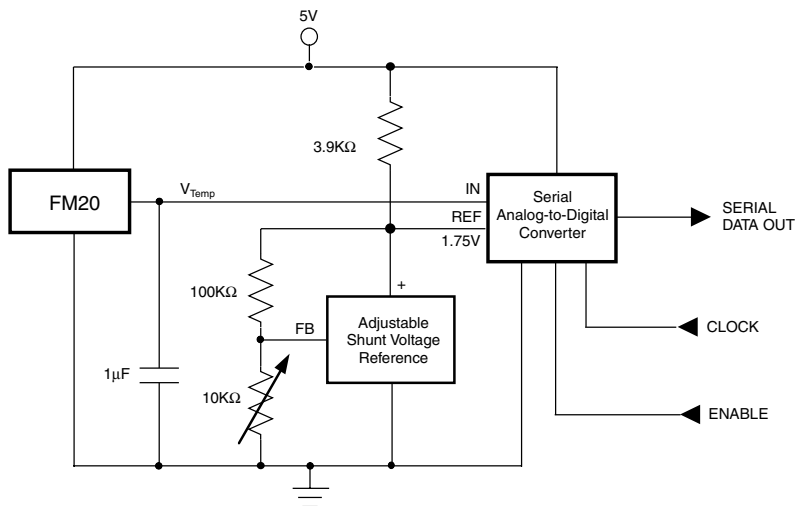 5V
3.9KΩ
FM20
V_Temp
IN
REF
1.75V
Serial
Analog-to-Digital
Converter
SERIAL
DATA OUT
100KΩ
+
FB
Adjustable
Shunt Voltage
Reference
CLOCK
1µF
10KΩ
ENABLE